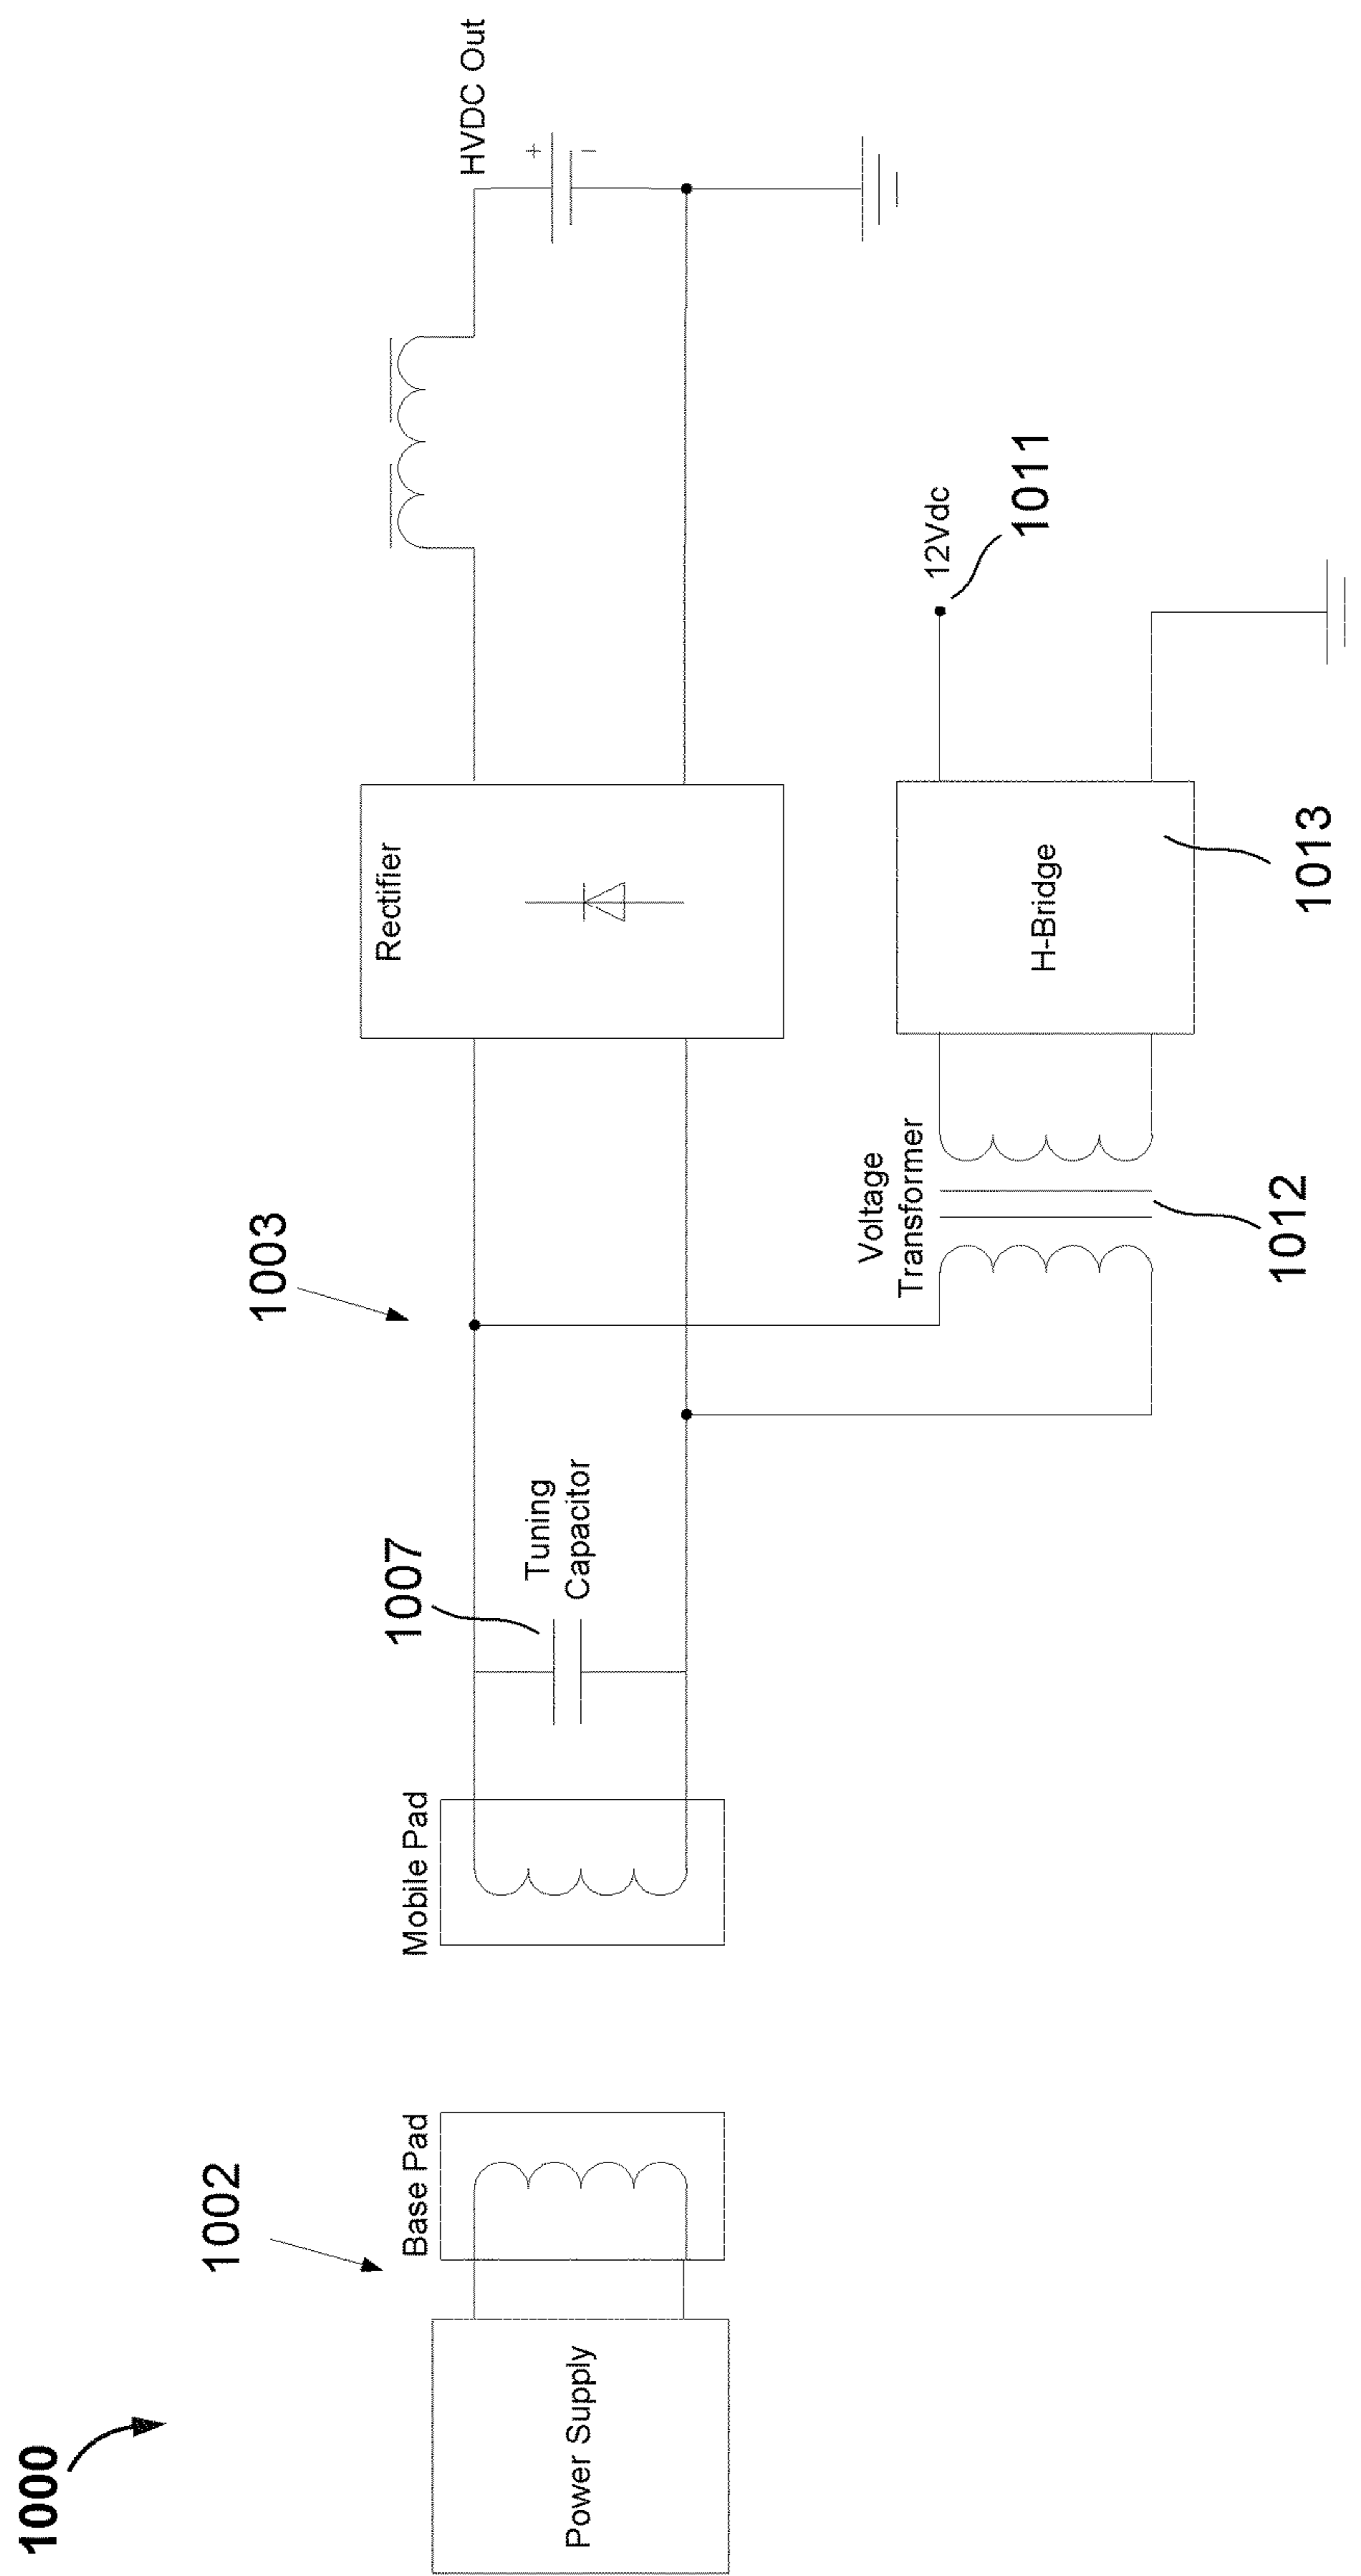 1000
1002
1003
Power Supply
Base Pad
Mobile Pad
1007
Tuning
Capacitor
Rectifier
HVDC Out
+
−
Voltage
Transformer
1012
H-Bridge
1013
12Vdc
1011